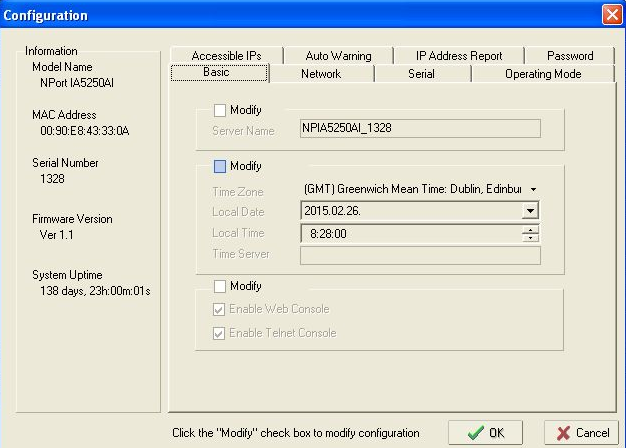 Configuration
Information
Model Name
NPort IA5250AI
MAC Address
00:90:E8:43:33:0A
Serial Number
1328
Firmware Version
Ver 1.1
System Uptime
138 days, 23h:00m:01s
Accessible IPs Auto Warning IP Address Report Password
Basic Network Serial Operating Mode
Modify
Server Name NPIA5250AI_1328
Modify
Time Zone (GMT) Greenwich Mean Time: Dublin, Edinbur
Local Date 2015.02.26.
Local Time 8:28:00
Time Server
Modify
Enable Web Console
Enable Telnet Console
Click the "Modify" check box to modify configuration OK Cancel